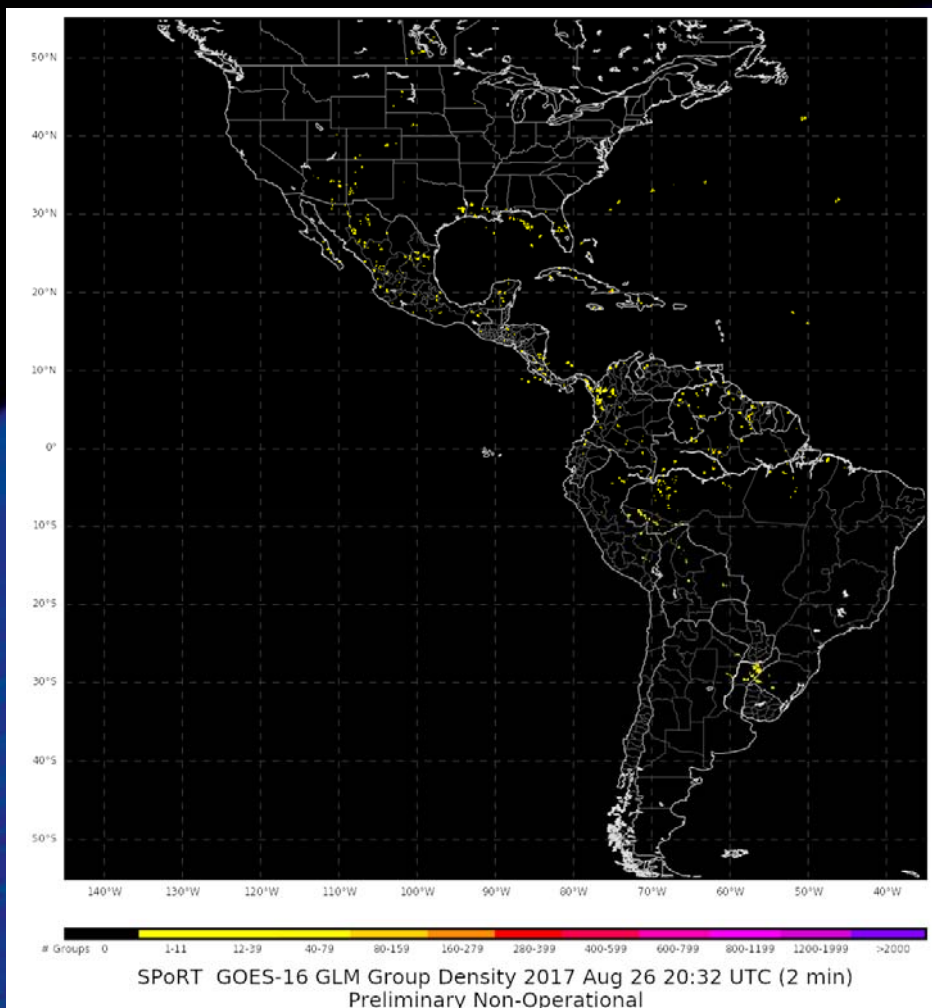 50°N
40°N
30°N
20°N
10°N
0°
10°S
20°S
30°S
40°S
50°S
140°W 130°W 120°W 110°W 100°W 90°W 80°W 70°W 60°W 50°W 40°W
# Groups 0 1-11 12-39 40-79 80-159 160-279 280-399 400-599 600-799 800-1199 1200-1999 >2000
SPoRT GOES-16 GLM Group Density 2017 Aug 26 20:32 UTC (2 min)
Preliminary Non-Operational